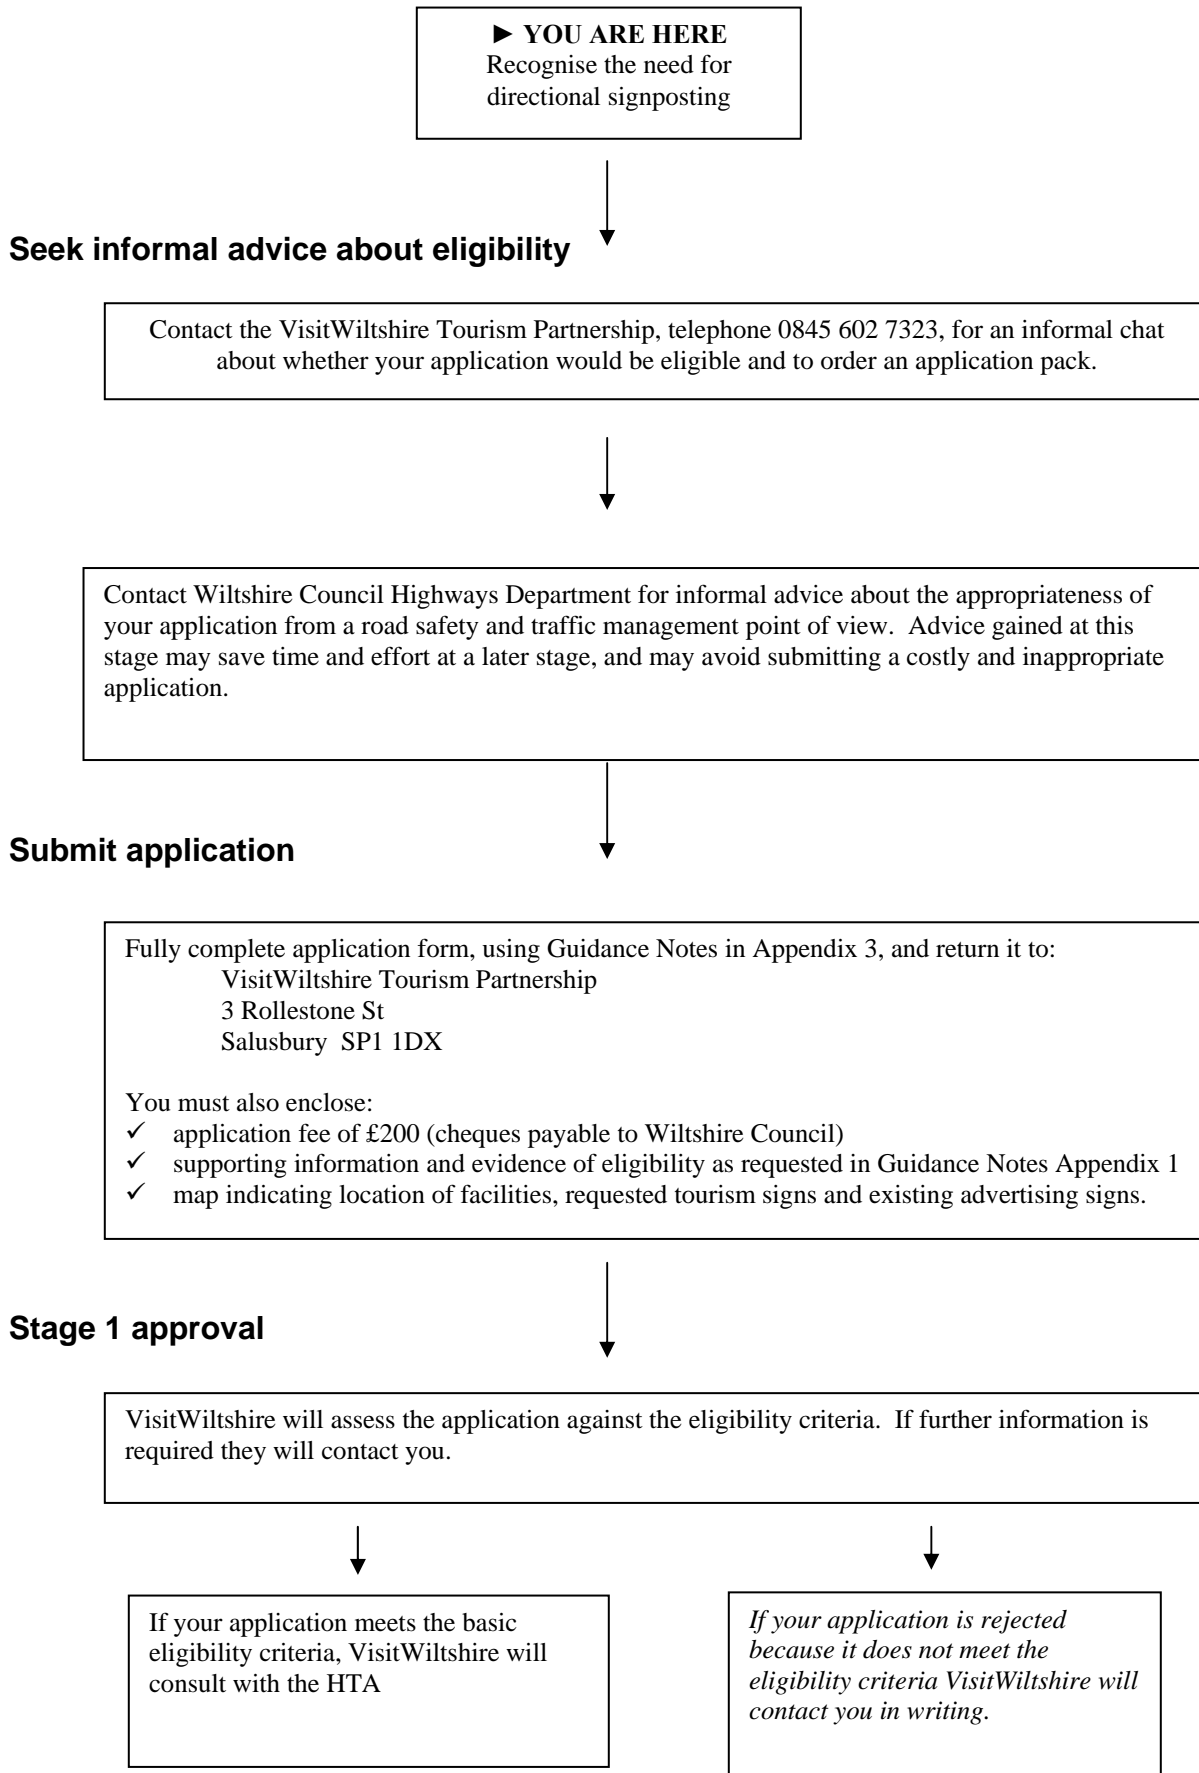 ► YOU ARE HERE
Recognise the need for
directional signposting
Seek informal advice about eligibility
Contact the VisitWiltshire Tourism Partnership, telephone 0845 602 7323, for an informal chat
about whether your application would be eligible and to order an application pack.
Contact Wiltshire Council Highways Department for informal advice about the appropriateness of
your application from a road safety and traffic management point of view.  Advice gained at this
stage may save time and effort at a later stage, and may avoid submitting a costly and inappropriate
application.
Submit application
Fully complete application form, using Guidance Notes in Appendix 3, and return it to:
VisitWiltshire Tourism Partnership
3 Rollestone St
Salusbury  SP1 1DX
You must also enclose:
✓ application fee of £200 (cheques payable to Wiltshire Council)
✓ supporting information and evidence of eligibility as requested in Guidance Notes Appendix 1
✓ map indicating location of facilities, requested tourism signs and existing advertising signs.
Stage 1 approval
VisitWiltshire will assess the application against the eligibility criteria.  If further information is
required they will contact you.
If your application meets the basic
eligibility criteria, VisitWiltshire will
consult with the HTA
If your application is rejected
because it does not meet the
eligibility criteria VisitWiltshire will
contact you in writing.